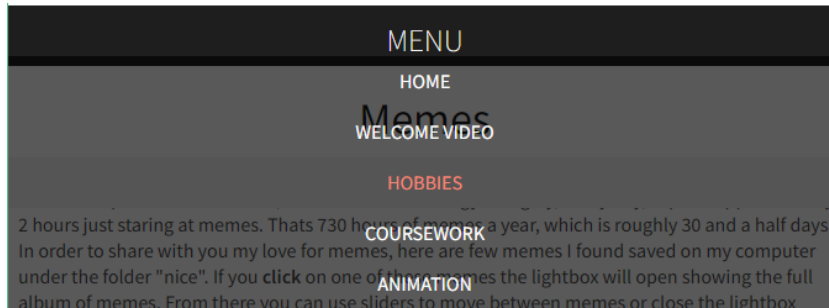 MENU
HOME
Memes
WELCOME VIDEO
HOBBIES
2 hours just staring at memes. Thats 730 hours of memes a year, which is roughly 30 and a half days
COURSEWORK
In order to share with you my love for memes, here are few memes I found saved on my computer
under the folder "nice". If you click on one of these memes the lightbox will open showing the full
ANIMATION
album of memes. From there you can use sliders to move between memes or close the lightbox